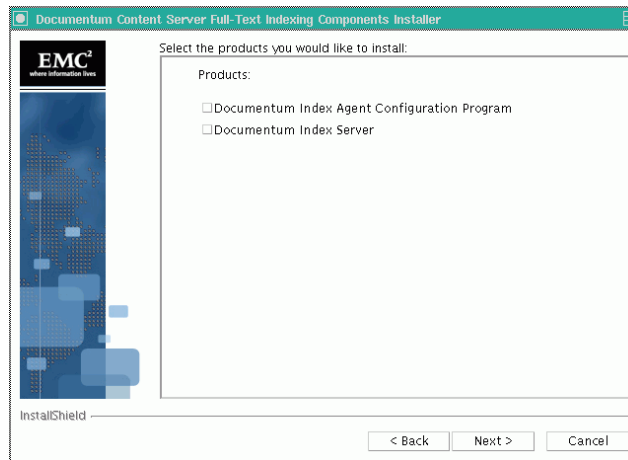 Documentum Content Server Full-Text Indexing Components Installer
EMC²
where information lives
Select the products you would like to install:
Products:
Documentum Index Agent Configuration Program
Documentum Index Server
InstallShield
< Back
Next >
Cancel